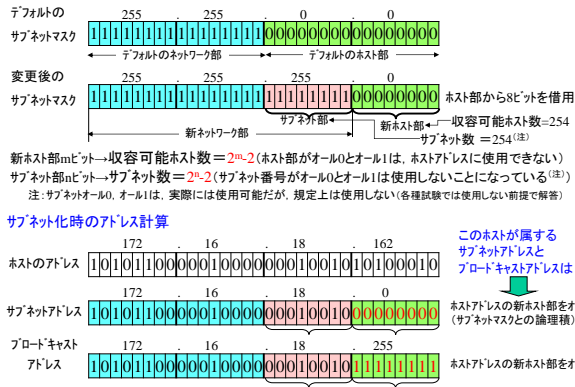 デフォルトの
サブネットマスク
255 . 255 . 0 . 0
11111111111111110000000000000000
デフォルトのネットワーク部 デフォルトのホスト部
変更後の
サブネットマスク
255 . 255 . 255 . 0
11111111111111111111111100000000
ホスト部から8ビットを借用
サブネット部 新ホスト部 収容可能ホスト数=254
新ネットワーク部 サブネット数 =254(注)
新ホスト部mビット→収容可能ホスト数=2m-2(ホスト部がオール0とオール1は、ホストアドレスに使用できない)
サブネット部nビット→サブネット数=2n-2(サブネット番号がオール0とオール1は使用しないことになっている(注))
注:サブネットオール0, オール1は, 実際には使用可能だが, 規定上は使用しない(各種試験では使用しない前提で解答)
サブネット化時のアドレス計算
172 . 16 . 18 . 162
ホストのアドレス
10101100000100000001001010100010
このホストが属する
サブネットアドレスと
ブロードキャストアドレスは
サブネットアドレス
172 . 16 . 18 . 0
10101100000100000001001000000000
ホストアドレスの新ホスト部をオ
(サブネットマスクとの論理積)
ブロードキャスト
アドレス
172 . 16 . 18 . 255
10101100000100000001001011111111
ホストアドレスの新ホスト部をオ